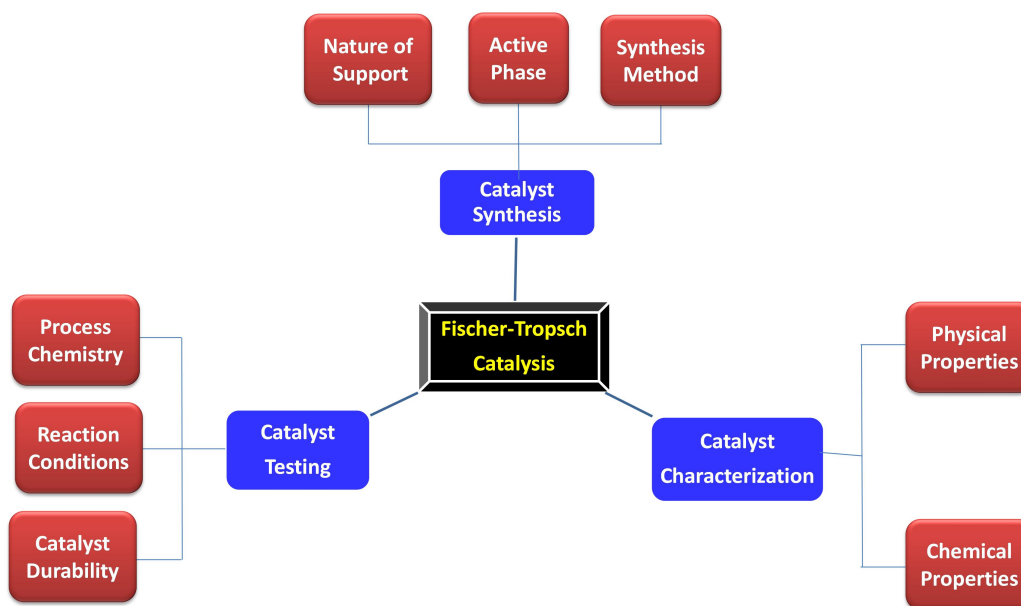 Nature of
Support
Active
Phase
Synthesis
Method
Catalyst
Synthesis
Fischer-Tropsch
Catalysis
Process
Chemistry
Reaction
Conditions
Catalyst
Durability
Catalyst
Testing
Catalyst
Characterization
Physical
Properties
Chemical
Properties